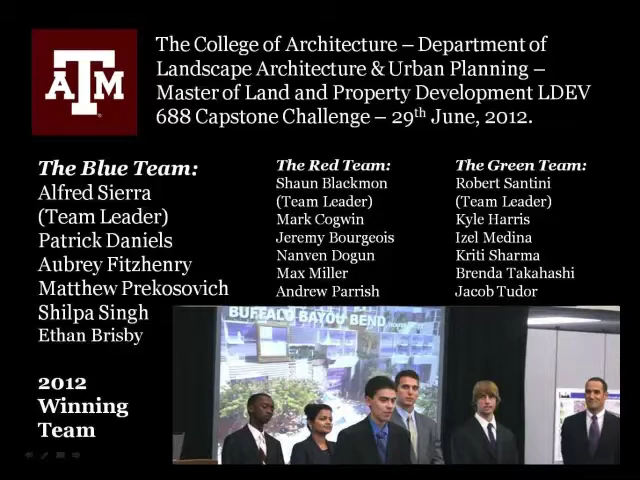 The College of Architecture – Department of
Landscape Architecture & Urban Planning –
Master of Land and Property Development LDEV
688 Capstone Challenge – 29th June, 2012.
ATM
The Blue Team:
Alfred Sierra
(Team Leader)
Patrick Daniels
Aubrey Fitzhenry
Matthew Prekosovich
Shilpa Singh
Ethan Brisby
2012
Winning
Team
The Red Team:
Shaun Blackmon
(Team Leader)
Mark Cogwin
Jeremy Bourgeois
Nanven Dogun
Max Miller
Andrew Parrish
The Green Team:
Robert Santini
(Team Leader)
Kyle Harris
Izel Medina
Kriti Sharma
Brenda Takahashi
Jacob Tudor
BUFFALO BAYOU BEND